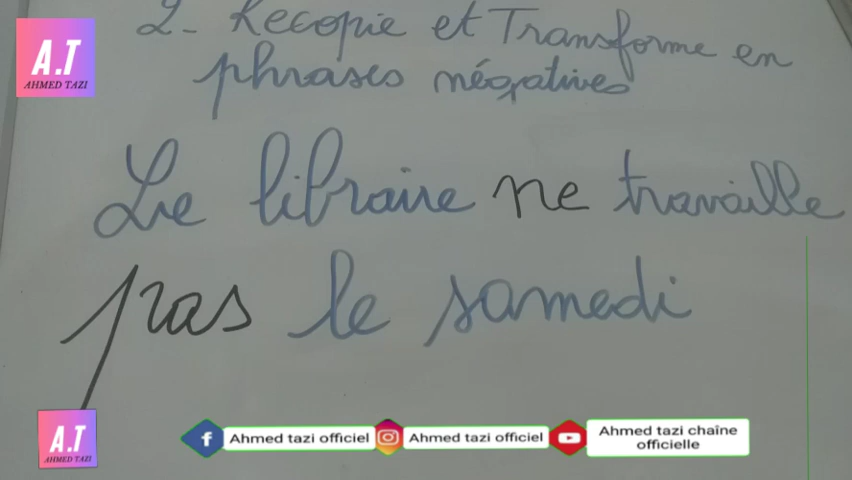 A.T
AHMED TAZI
2- Recopie et Transforme en
phrases négatives
Le libraire ne travaille
pas le samedi
A.T
AHMED TAZI
Ahmed tazi officiel
Ahmed tazi officiel
Ahmed tazi chaîne
officielle